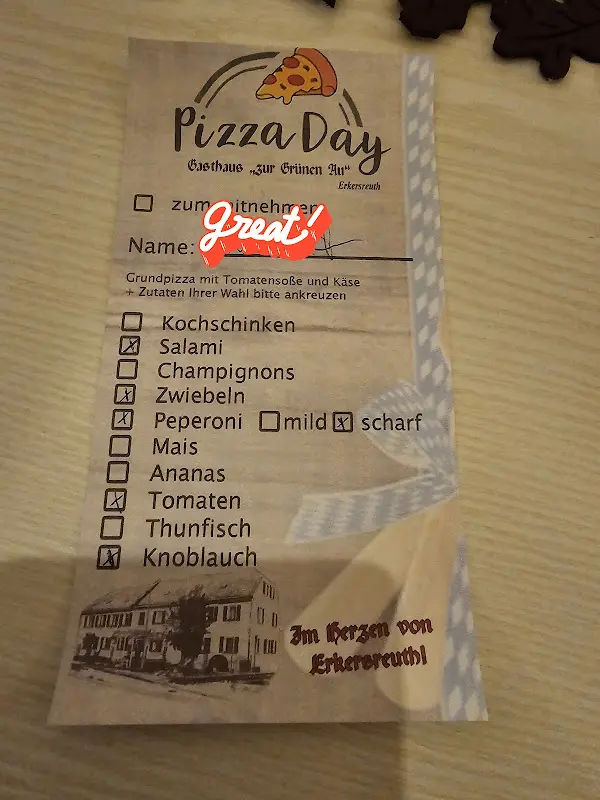 Pizza Day
Gasthaus „zur Grünen Au“
Erkersreuth
zum mitnehmen
great!
Name:
Grundpizza mit Tomatensoße und Käse
+ Zutaten Ihrer Wahl bitte ankreuzen
Kochschinken
Salami
Champignons
Zwiebeln
Peperoni mild scharf
Mais
Ananas
Tomaten
Thunfisch
Knoblauch
Im Herzen von
Erkersreuth!